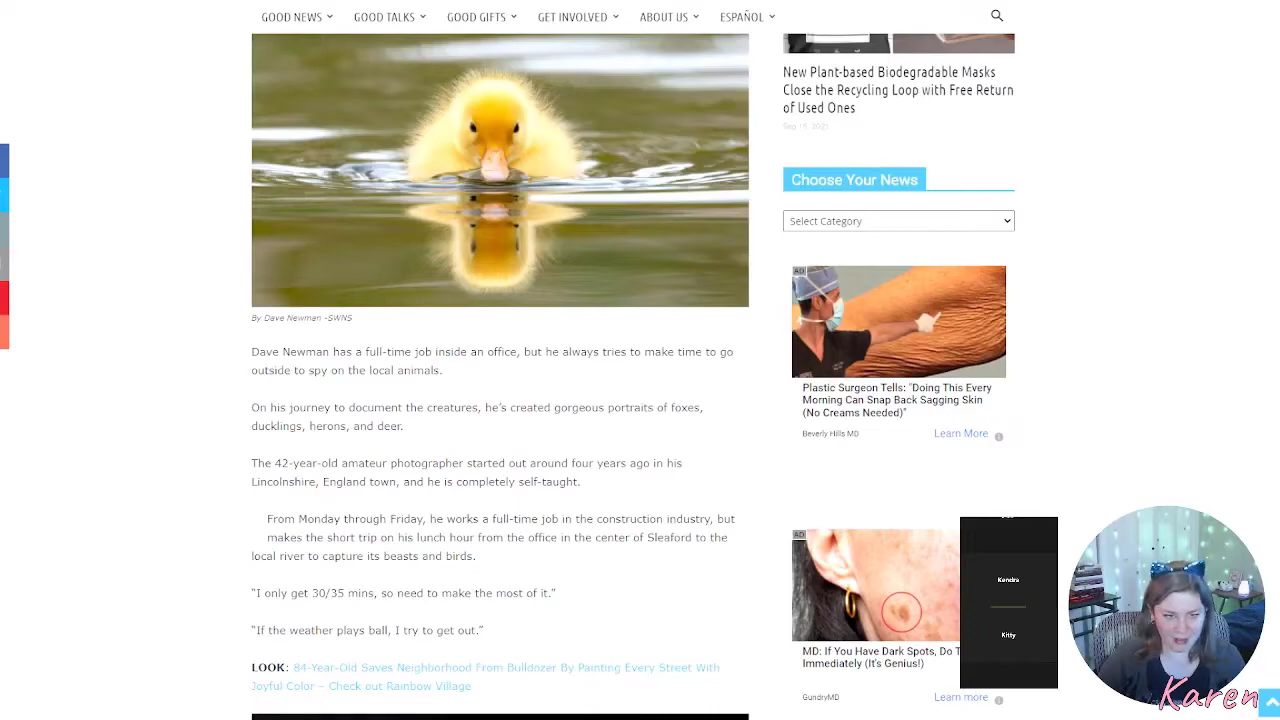 GOOD NEWS GOOD TALKS GOOD GIFTS GET INVOLVED ABOUT US ESPAÑOL
By Dave Newman -SWNS
Dave Newman has a full-time job inside an office, but he always tries to make time to go
outside to spy on the local animals.
On his journey to document the creatures, he's created gorgeous portraits of foxes,
ducklings, herons, and deer.
The 42-year-old amateur photographer started out around four years ago in his
Lincolnshire, England town, and he is completely self-taught.
From Monday through Friday, he works a full-time job in the construction industry, but
makes the short trip on his lunch hour from the office in the center of Sleaford to the
local river to capture its beasts and birds.
"I only get 30/35 mins, so need to make the most of it."
"If the weather plays ball, I try to get out."
LOOK: 84-Year-Old Saves Neighborhood From Bulldozer By Painting Every Street With
Joyful Color – Check out Rainbow Village
New Plant-based Biodegradable Masks
Close the Recycling Loop with Free Return
of Used Ones
Sep 15, 2021
Choose Your News
Select Category
AD
Plastic Surgeon Tells: "Doing This Every
Morning Can Snap Back Sagging Skin
(No Creams Needed)"
Beverly Hills MD Learn More
AD
MD: If You Have Dark Spots, Do T
Immediately (It's Genius!)
GundryMD Learn more
Kendra
Kitty
Karen